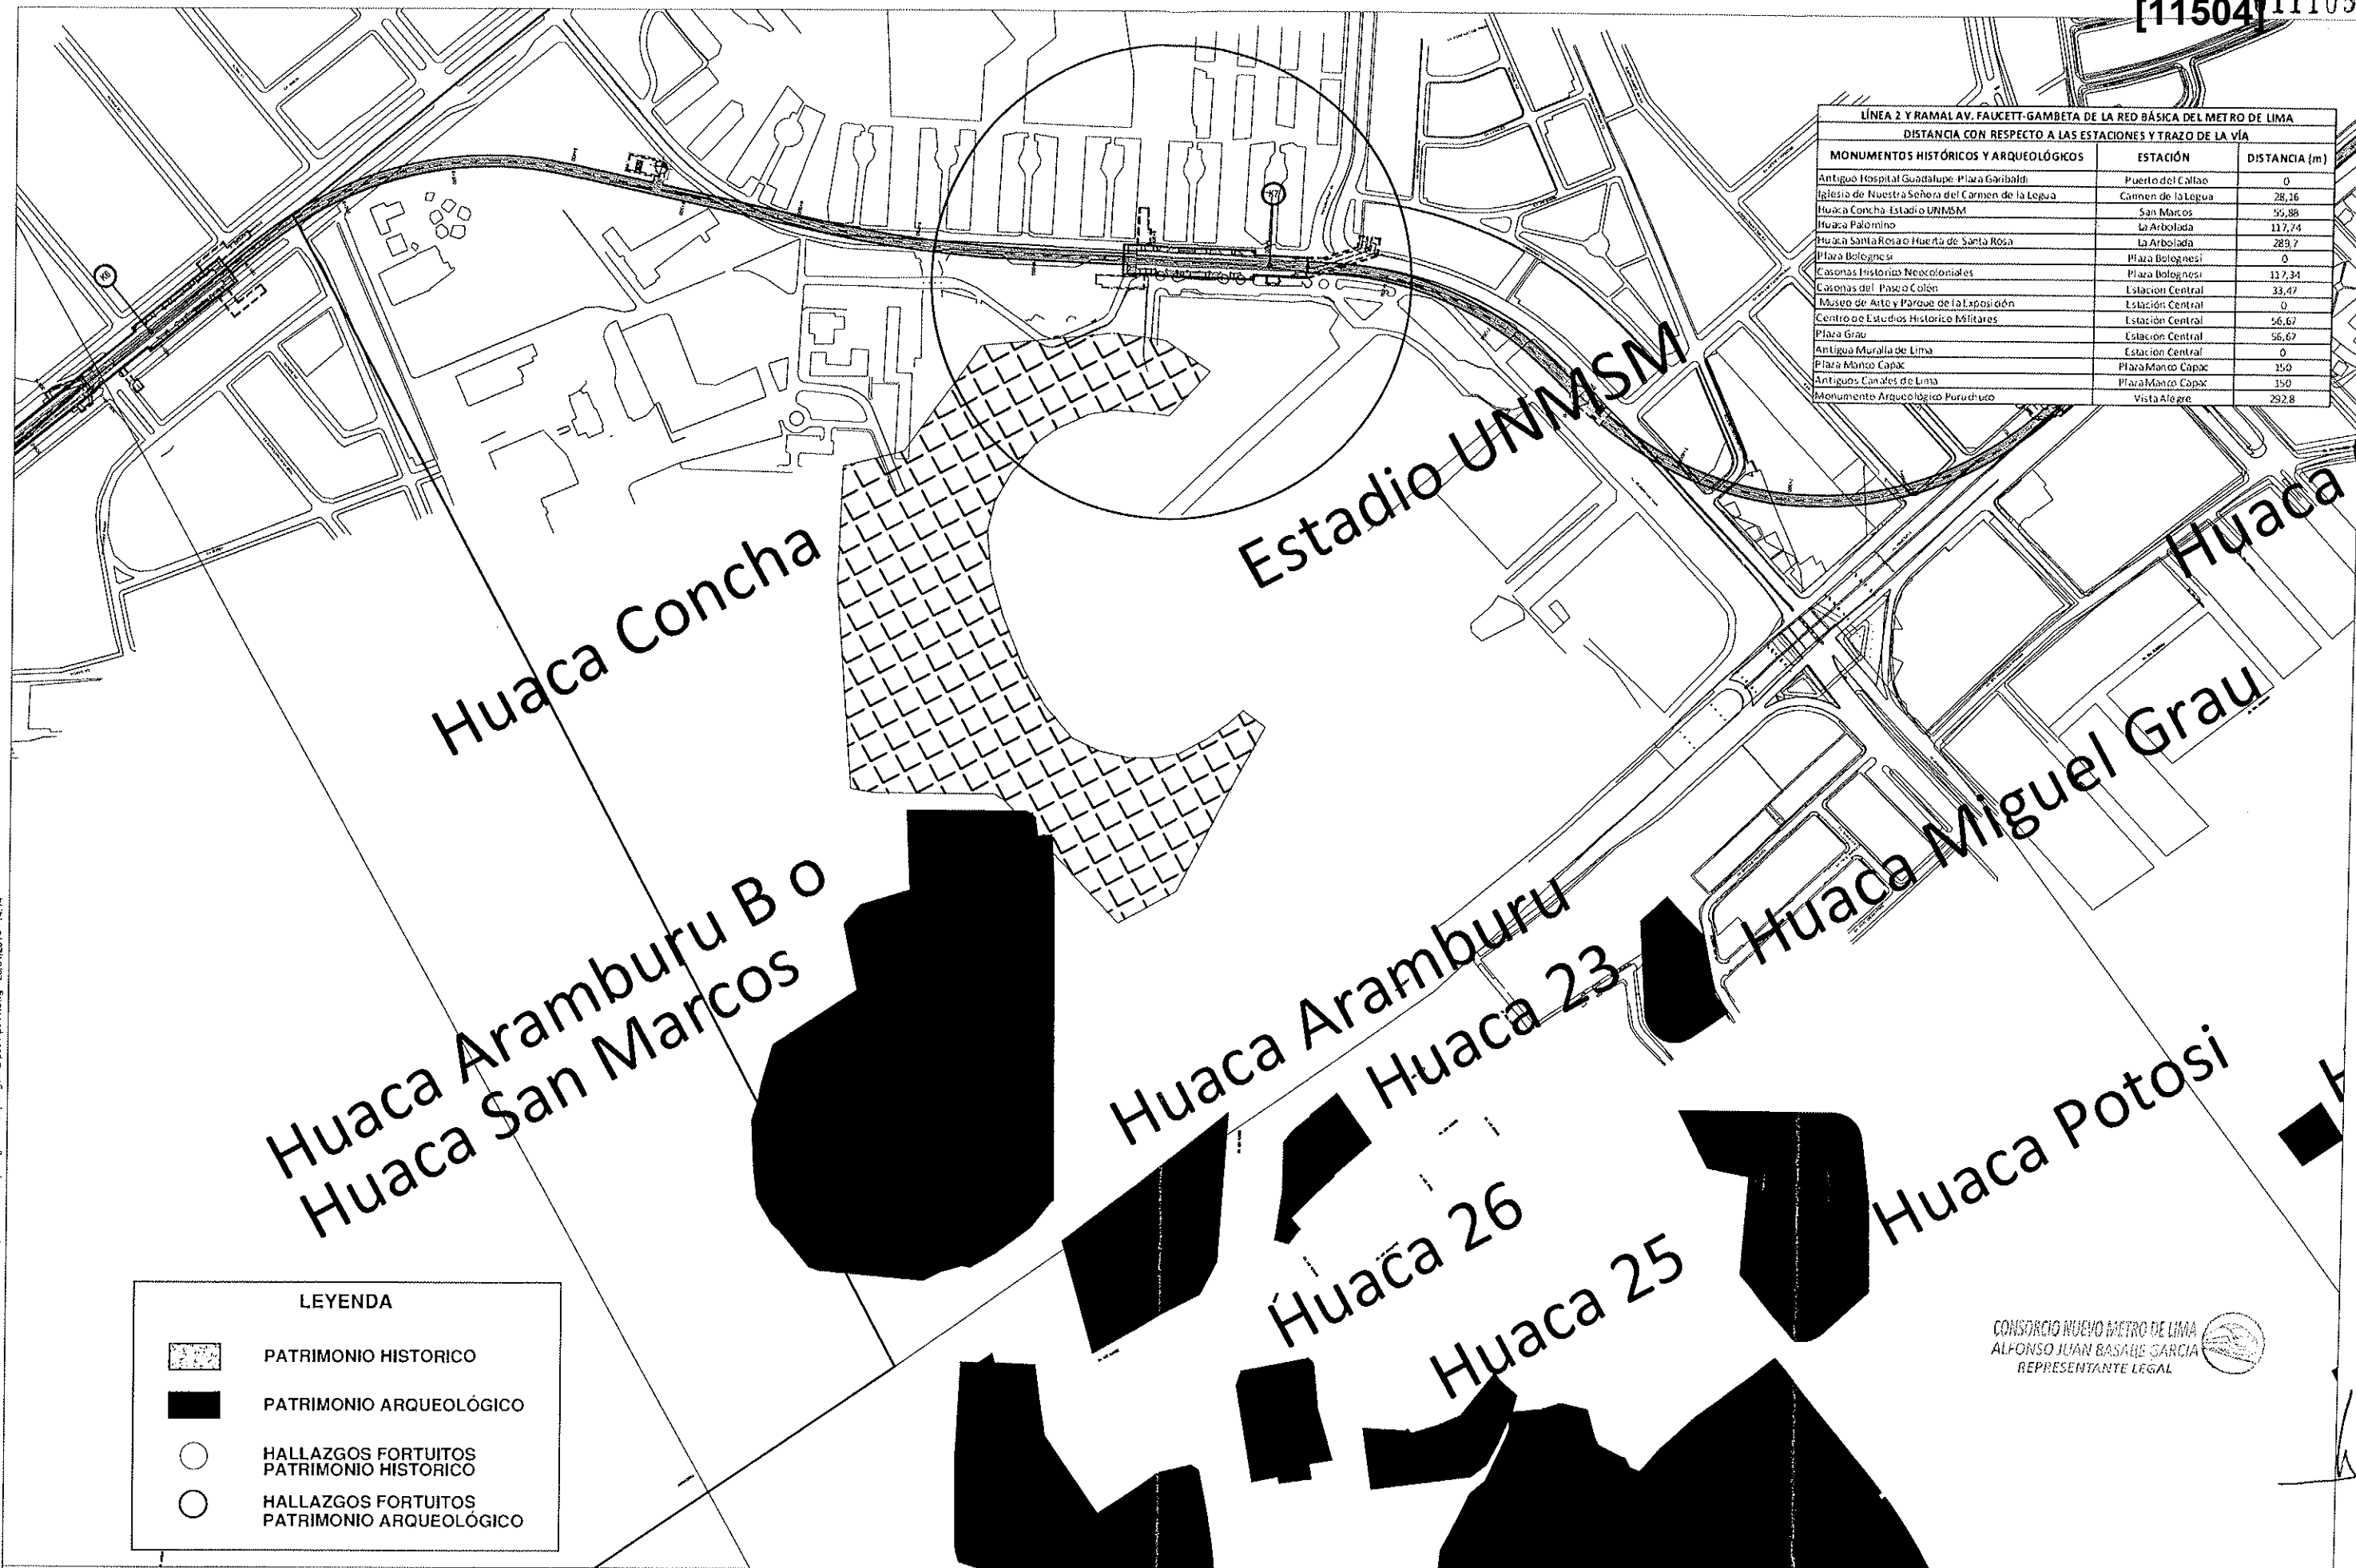 [11504]
LÍNEA 2 Y RAMAL AV. FAUCETT-GAMBETA DE LA RED BÁSICA DEL METRO DE LIMA
DISTANCIA CON RESPECTO A LAS ESTACIONES Y TRAZO DE LA VÍA
MONUMENTOS HISTÓRICOS Y ARQUEOLÓGICOS ESTACIÓN DISTANCIA (m)
Antiguo Hospital Guadalupe-Plaza Garibaldi Puerto del Callao 0
Iglesia de Nuestra Señora del Carmen de la Legua Carmen de la Legua 28,16
Huaca Concha-Estadio UNMSM San Marcos 55,88
Huaca Palomino La Arbolada 117,74
Huaca Santa Rosa o Huerta de Santa Rosa La Arbolada 289,7
Plaza Bolognesi Plaza Bolognesi 0
Casonas Historico Neocoloniales Plaza Bolognesi 117,34
Casonas del Paseo Colón Estación Central 33,47
Museo de Arte y Parque de la Exposición Estación Central 0
Centro de Estudios Historico Militares Estación Central 56,67
Plaza Grau Estación Central 56,67
Antigua Muralla de Lima Estación Central 0
Plaza Manco Capac Plaza Manco Capac 150
Antiguos Canales de Lima Plaza Manco Capac 150
Monumento Arqueológico Puruchuco Vista Alegre 292,8
K7
K6
Estadio UNMSM
Huaca
Huaca Concha
Huaca Miguel Grau
Huaca Aramburu B o
Huaca San Marcos
Huaca Aramburu
Huaca 23
Huaca Potosi
Huaca 26
Huaca 25
LEYENDA
PATRIMONIO HISTORICO
PATRIMONIO ARQUEOLÓGICO
HALLAZGOS FORTUITOS
PATRIMONIO HISTORICO
HALLAZGOS FORTUITOS
PATRIMONIO ARQUEOLÓGICO
CONSORCIO NUEVO METRO DE LIMA
ALFONSO JUAN BASABE GARCIA
REPRESENTANTE LEGAL